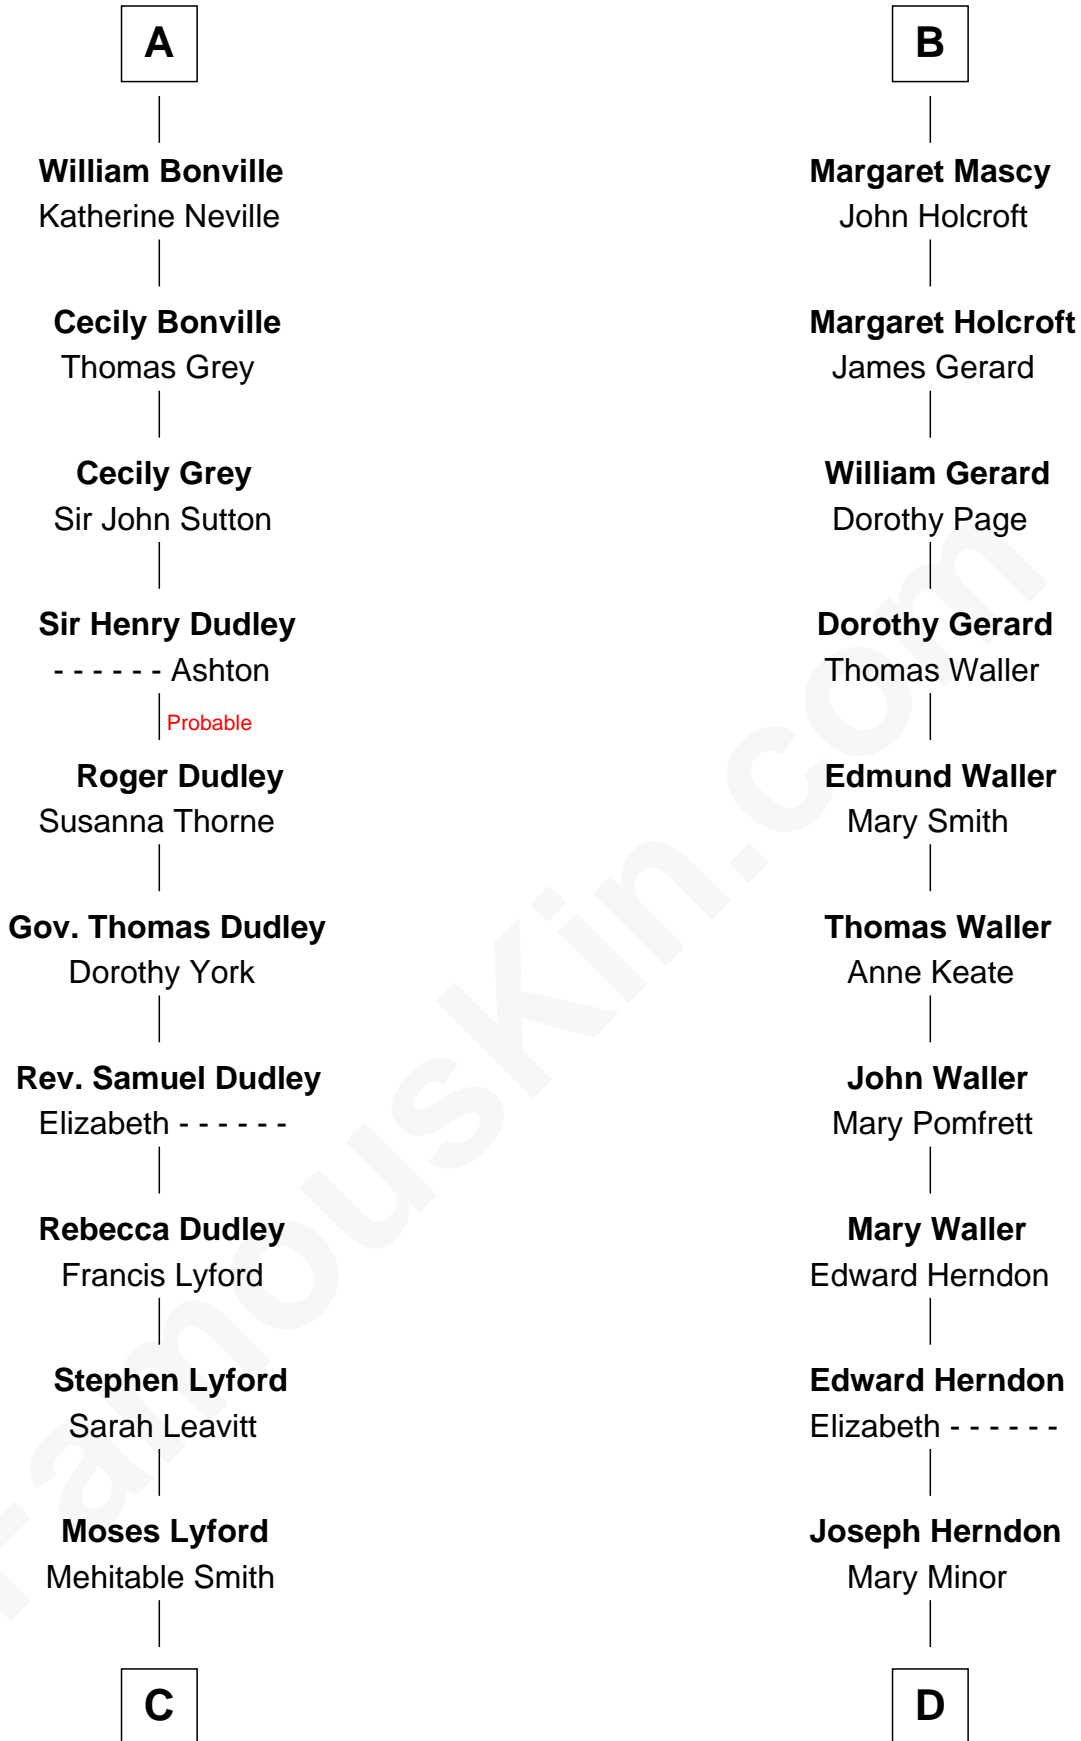 A
William Bonville
Katherine Neville
Cecily Bonville
Thomas Grey
Cecily Grey
Sir John Sutton
Sir Henry Dudley
- - - - - - Ashton
Probable
Roger Dudley
Susanna Thorne
Gov. Thomas Dudley
Dorothy York
Rev. Samuel Dudley
Elizabeth - - - - - -
Rebecca Dudley
Francis Lyford
Stephen Lyford
Sarah Leavitt
Moses Lyford
Mehitable Smith
C
B
Margaret Mascy
John Holcroft
Margaret Holcroft
James Gerard
William Gerard
Dorothy Page
Dorothy Gerard
Thomas Waller
Edmund Waller
Mary Smith
Thomas Waller
Anne Keate
John Waller
Mary Pomfrett
Mary Waller
Edward Herndon
Edward Herndon
Elizabeth - - - - - -
Joseph Herndon
Mary Minor
D
FamousKin.com